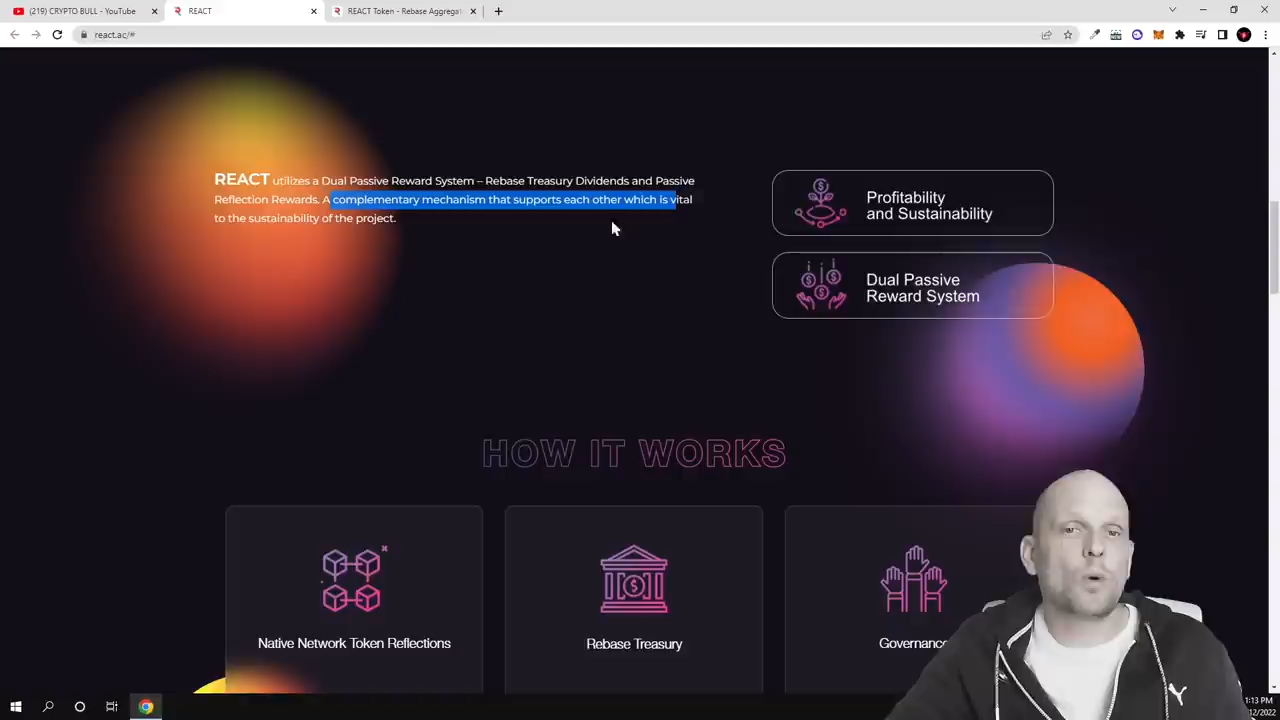 (219) CRYPTO BULL - YouTube
REACT
REACT Token - Rebase Aggregat
react.ac/#
REACT utilizes a Dual Passive Reward System – Rebase Treasury Dividends and Passive
Reflection Rewards. A complementary mechanism that supports each other which is vital
to the sustainability of the project.
Profitability
and Sustainability
Dual Passive
Reward System
HOW IT WORKS
Native Network Token Reflections
Rebase Treasury
Governance
1:13 PM
12/2022